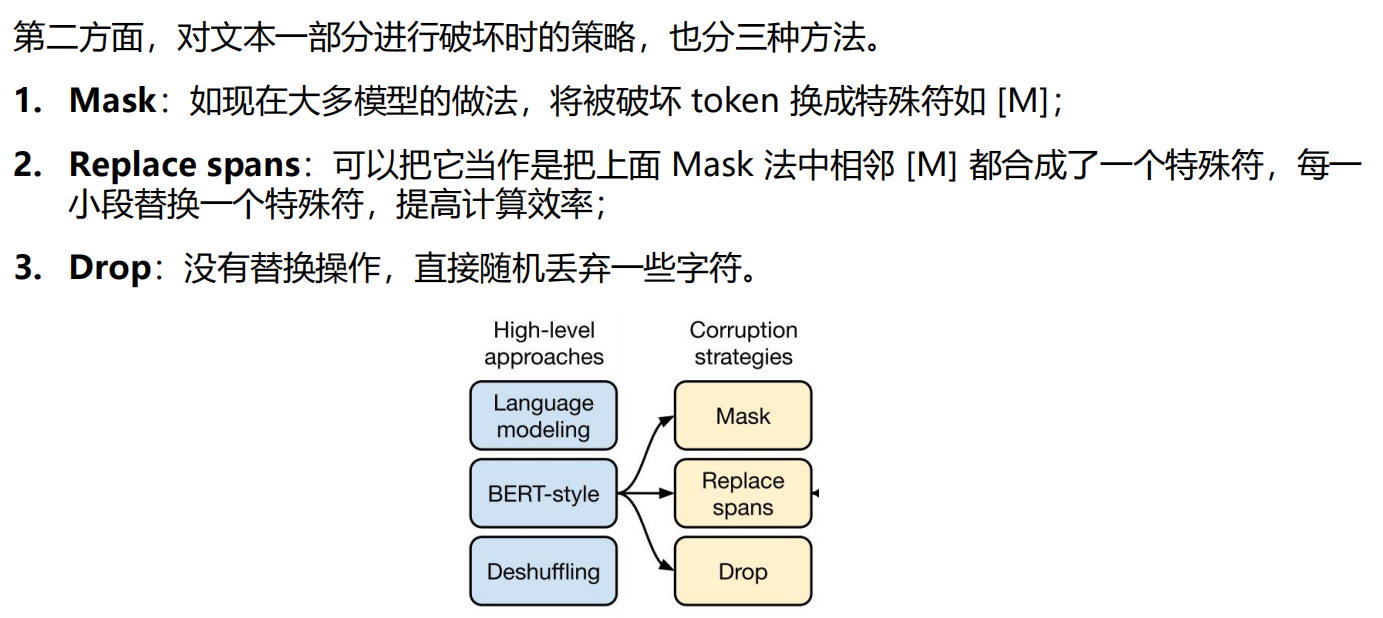 第二方面，对文本一部分进行破坏时的策略，也分三种方法。
1. Mask：如现在大多模型的做法，将被破坏 token 换成特殊符如 [M]；
2. Replace spans：可以把它当作是把上面 Mask 法中相邻 [M] 都合成了一个特殊符，每一
小段替换一个特殊符，提高计算效率；
3. Drop：没有替换操作，直接随机丢弃一些字符。
High-level
approaches
Corruption
strategies
Language
modeling
Mask
BERT-style
Replace
spans
Deshuffling
Drop